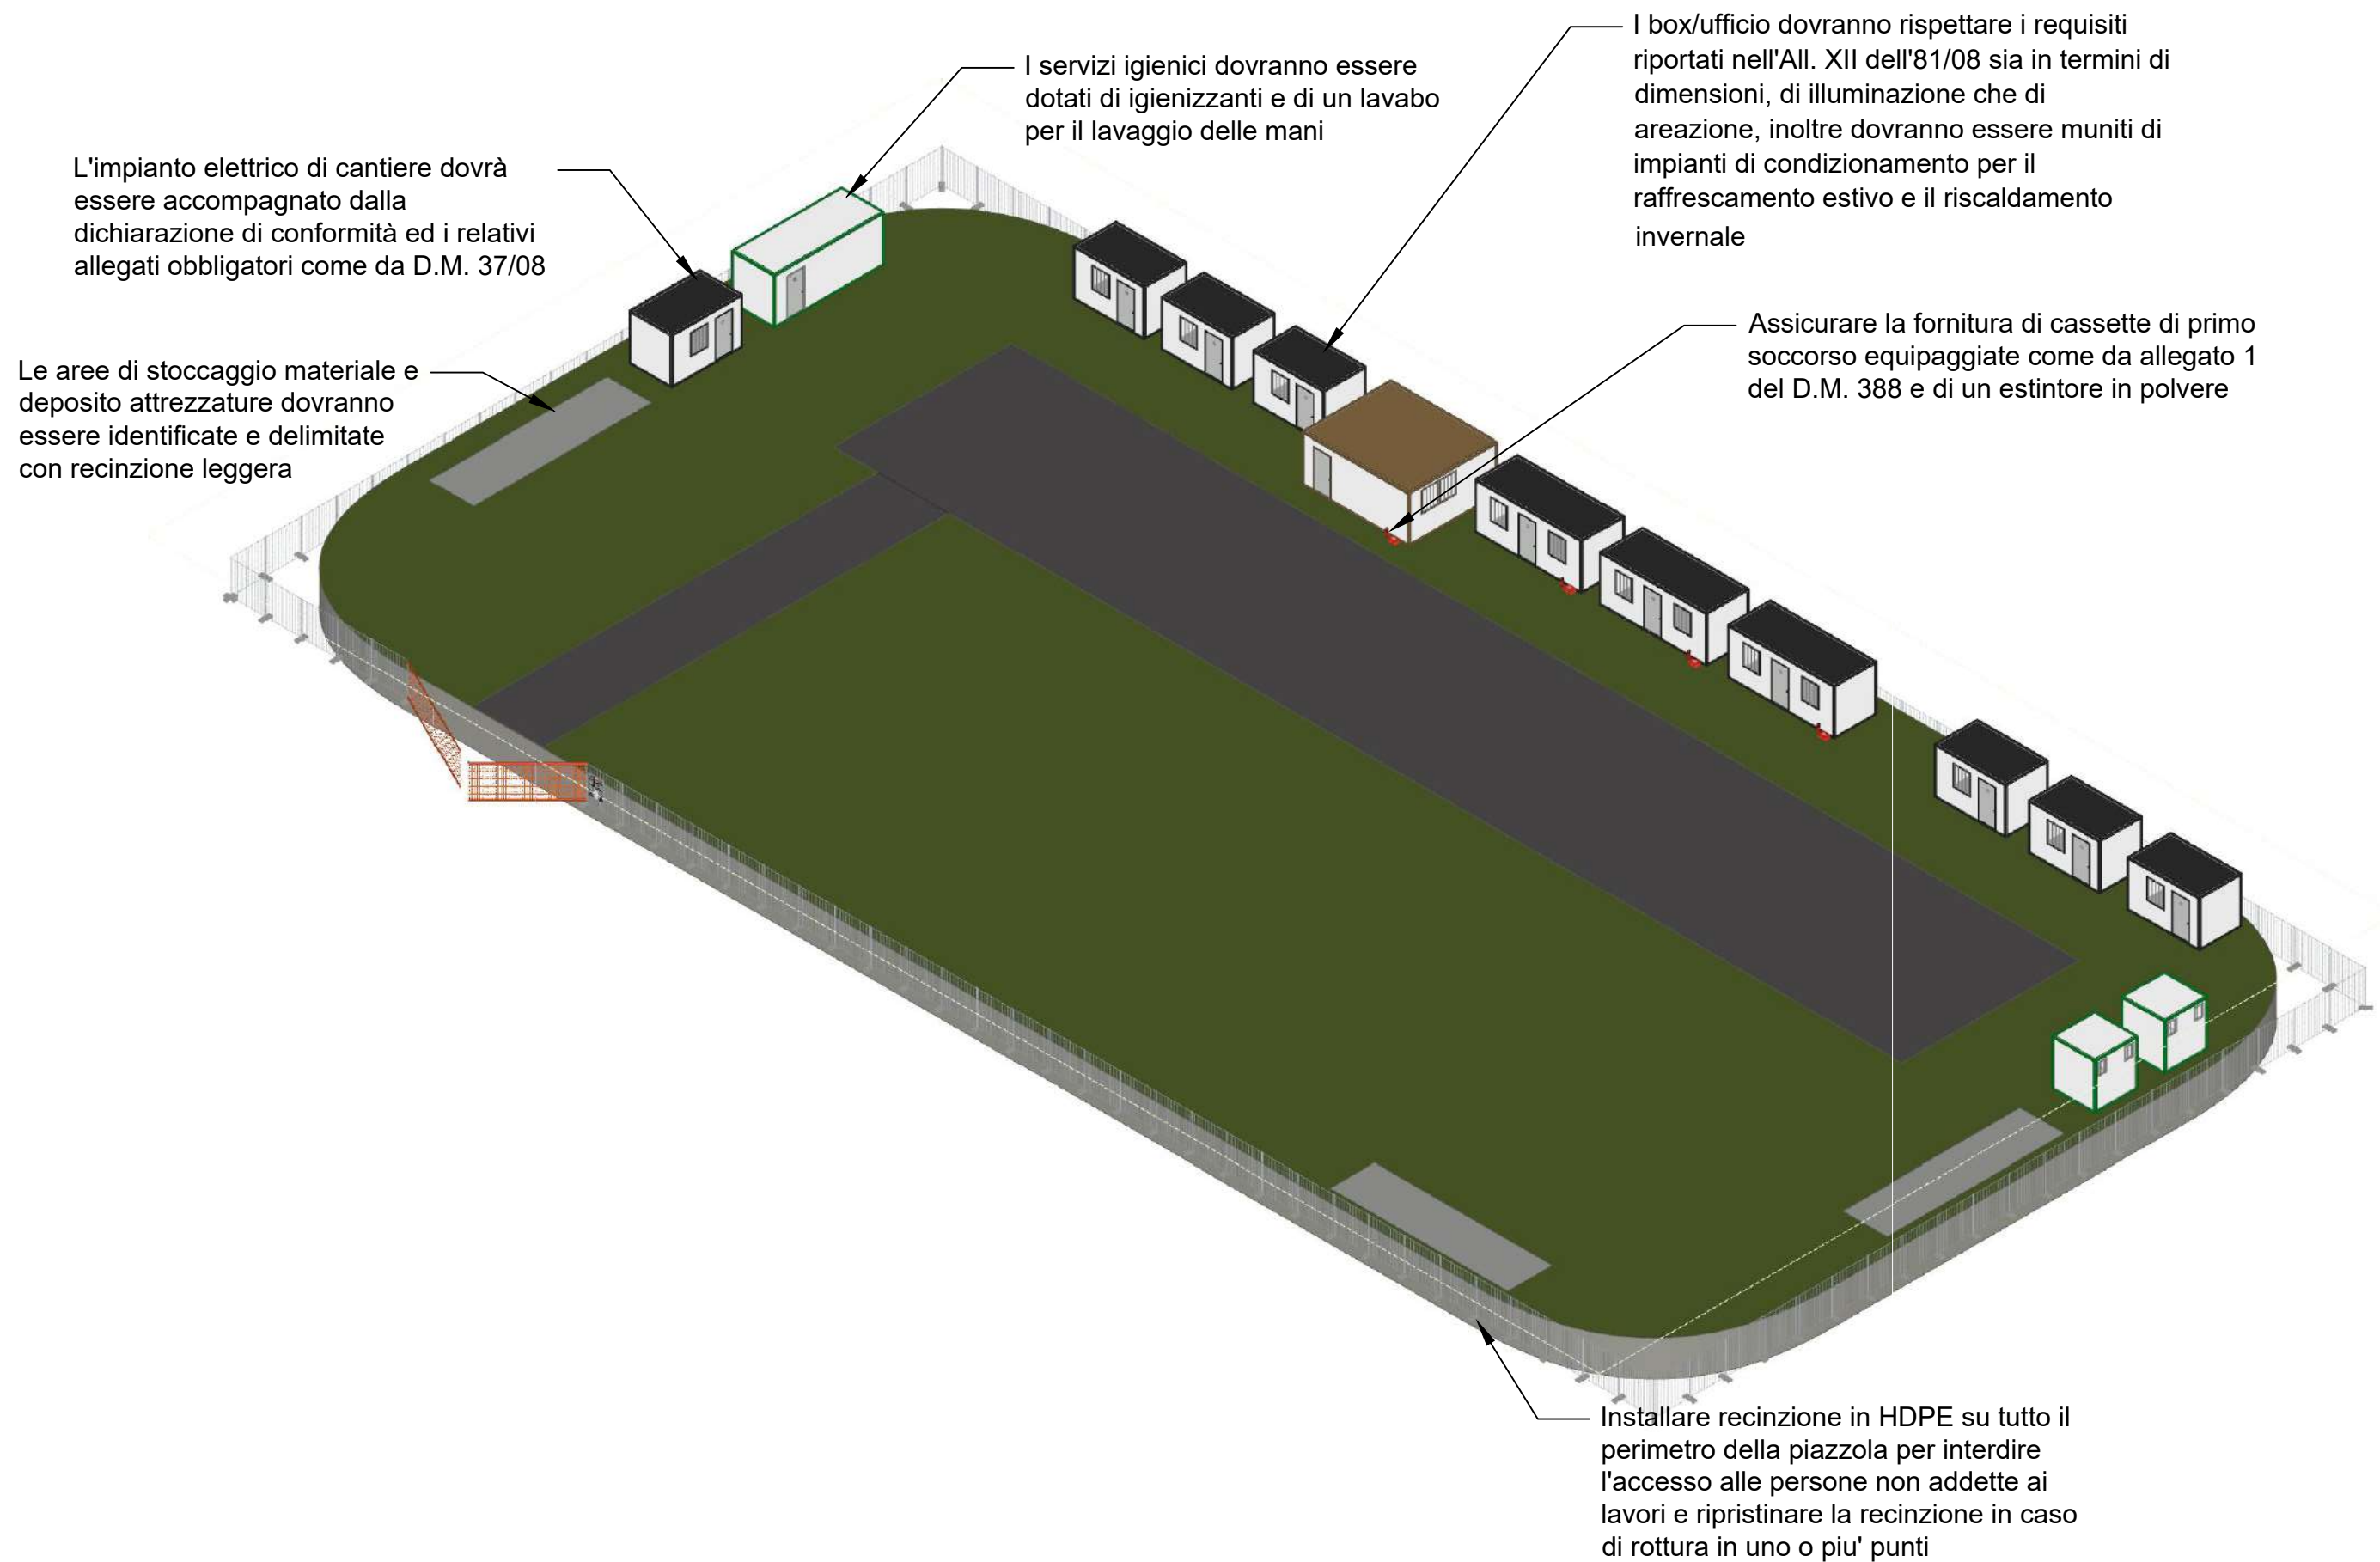 I box/ufficio dovranno rispettare i requisiti
riportati nell'All. XII dell'81/08 sia in termini di
dimensioni, di illuminazione che di
areazione, inoltre dovranno essere muniti di
impianti di condizionamento per il
raffrescamento estivo e il riscaldamento
invernale
I servizi igienici dovranno essere
dotati di igienizzanti e di un lavabo
per il lavaggio delle mani
L'impianto elettrico di cantiere dovrà
essere accompagnato dalla
dichiarazione di conformità ed i relativi
allegati obbligatori come da D.M. 37/08
Assicurare la fornitura di cassette di primo
soccorso equipaggiate come da allegato 1
del D.M. 388 e di un estintore in polvere
Le aree di stoccaggio materiale e
deposito attrezzature dovranno
essere identificate e delimitate
con recinzione leggera
Installare recinzione in HDPE su tutto il
perimetro della piazzola per interdire
l'accesso alle persone non addette ai
lavori e ripristinare la recinzione in caso
di rottura in uno o piu' punti